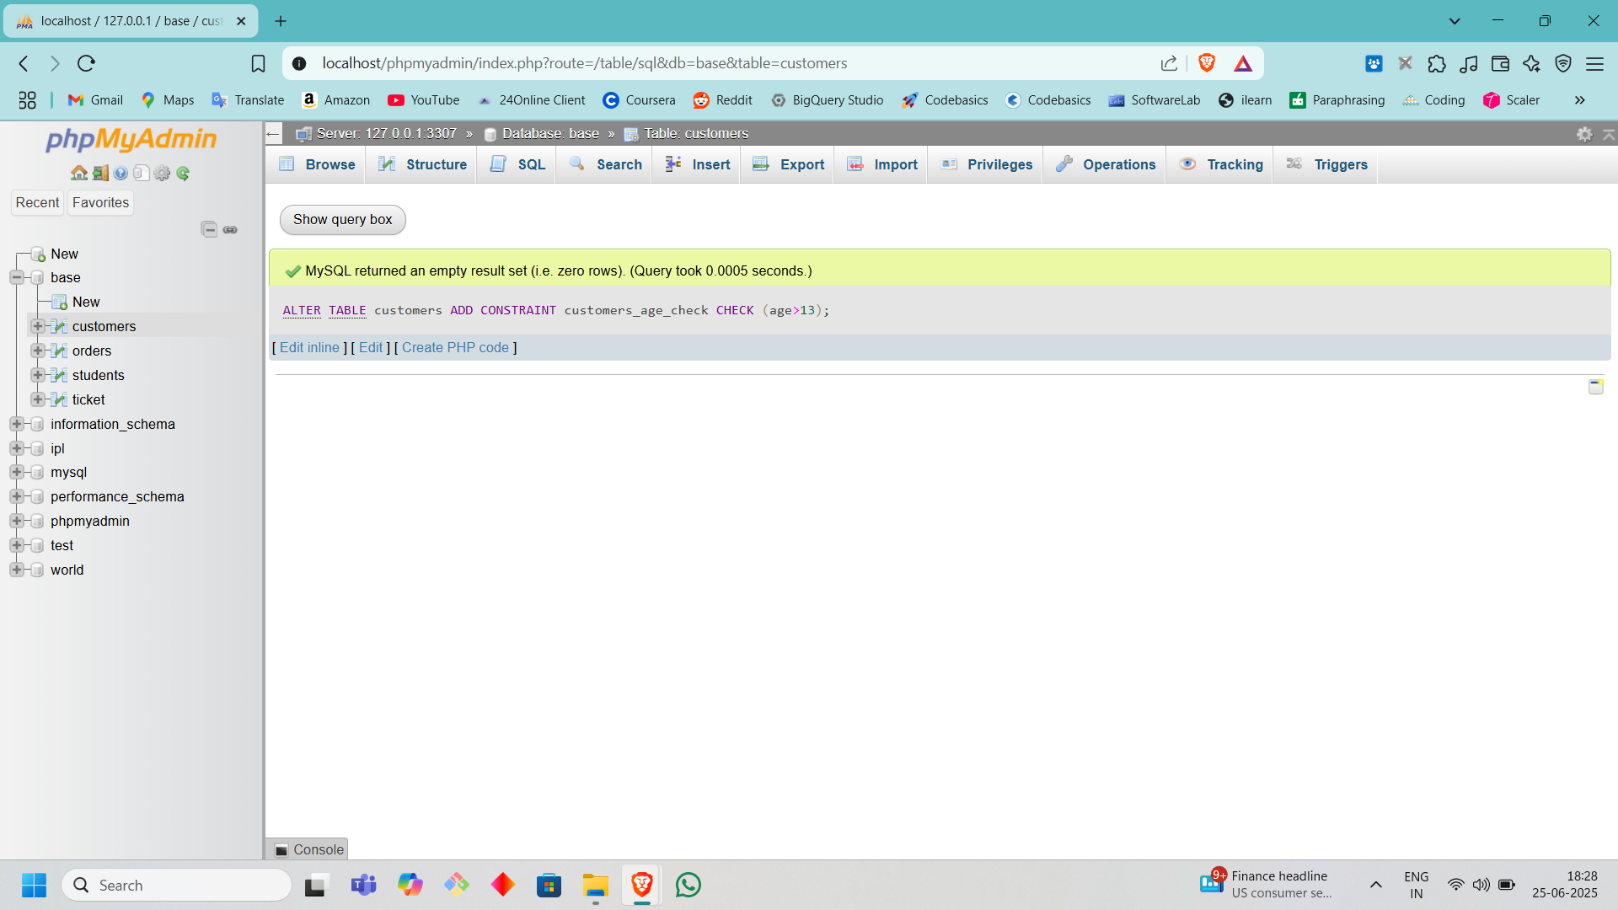 localhost / 127.0.0.1 / base / cust
localhost/phpmyadmin/index.php?route=/table/sql&db=base&table=customers
Gmail Maps Translate Amazon YouTube 24Online Client Coursera Reddit BigQuery Studio Codebasics Codebasics SoftwareLab ilearn Paraphrasing Coding Scaler »
phpMyAdmin
Recent Favorites
New
base
New
customers
orders
students
ticket
information_schema
ipl
mysql
performance_schema
phpmyadmin
test
world
Server: 127.0.0.1:3307 » Database: base » Table: customers
Browse Structure SQL Search Insert Export Import Privileges Operations Tracking Triggers
Show query box
MySQL returned an empty result set (i.e. zero rows). (Query took 0.0005 seconds.)
ALTER TABLE customers ADD CONSTRAINT customers_age_check CHECK (age>13);
[ Edit inline ] [ Edit ] [ Create PHP code ]
Console
Search
9+ Finance headline
US consumer se...
ENG
IN
18:28
25-06-2025